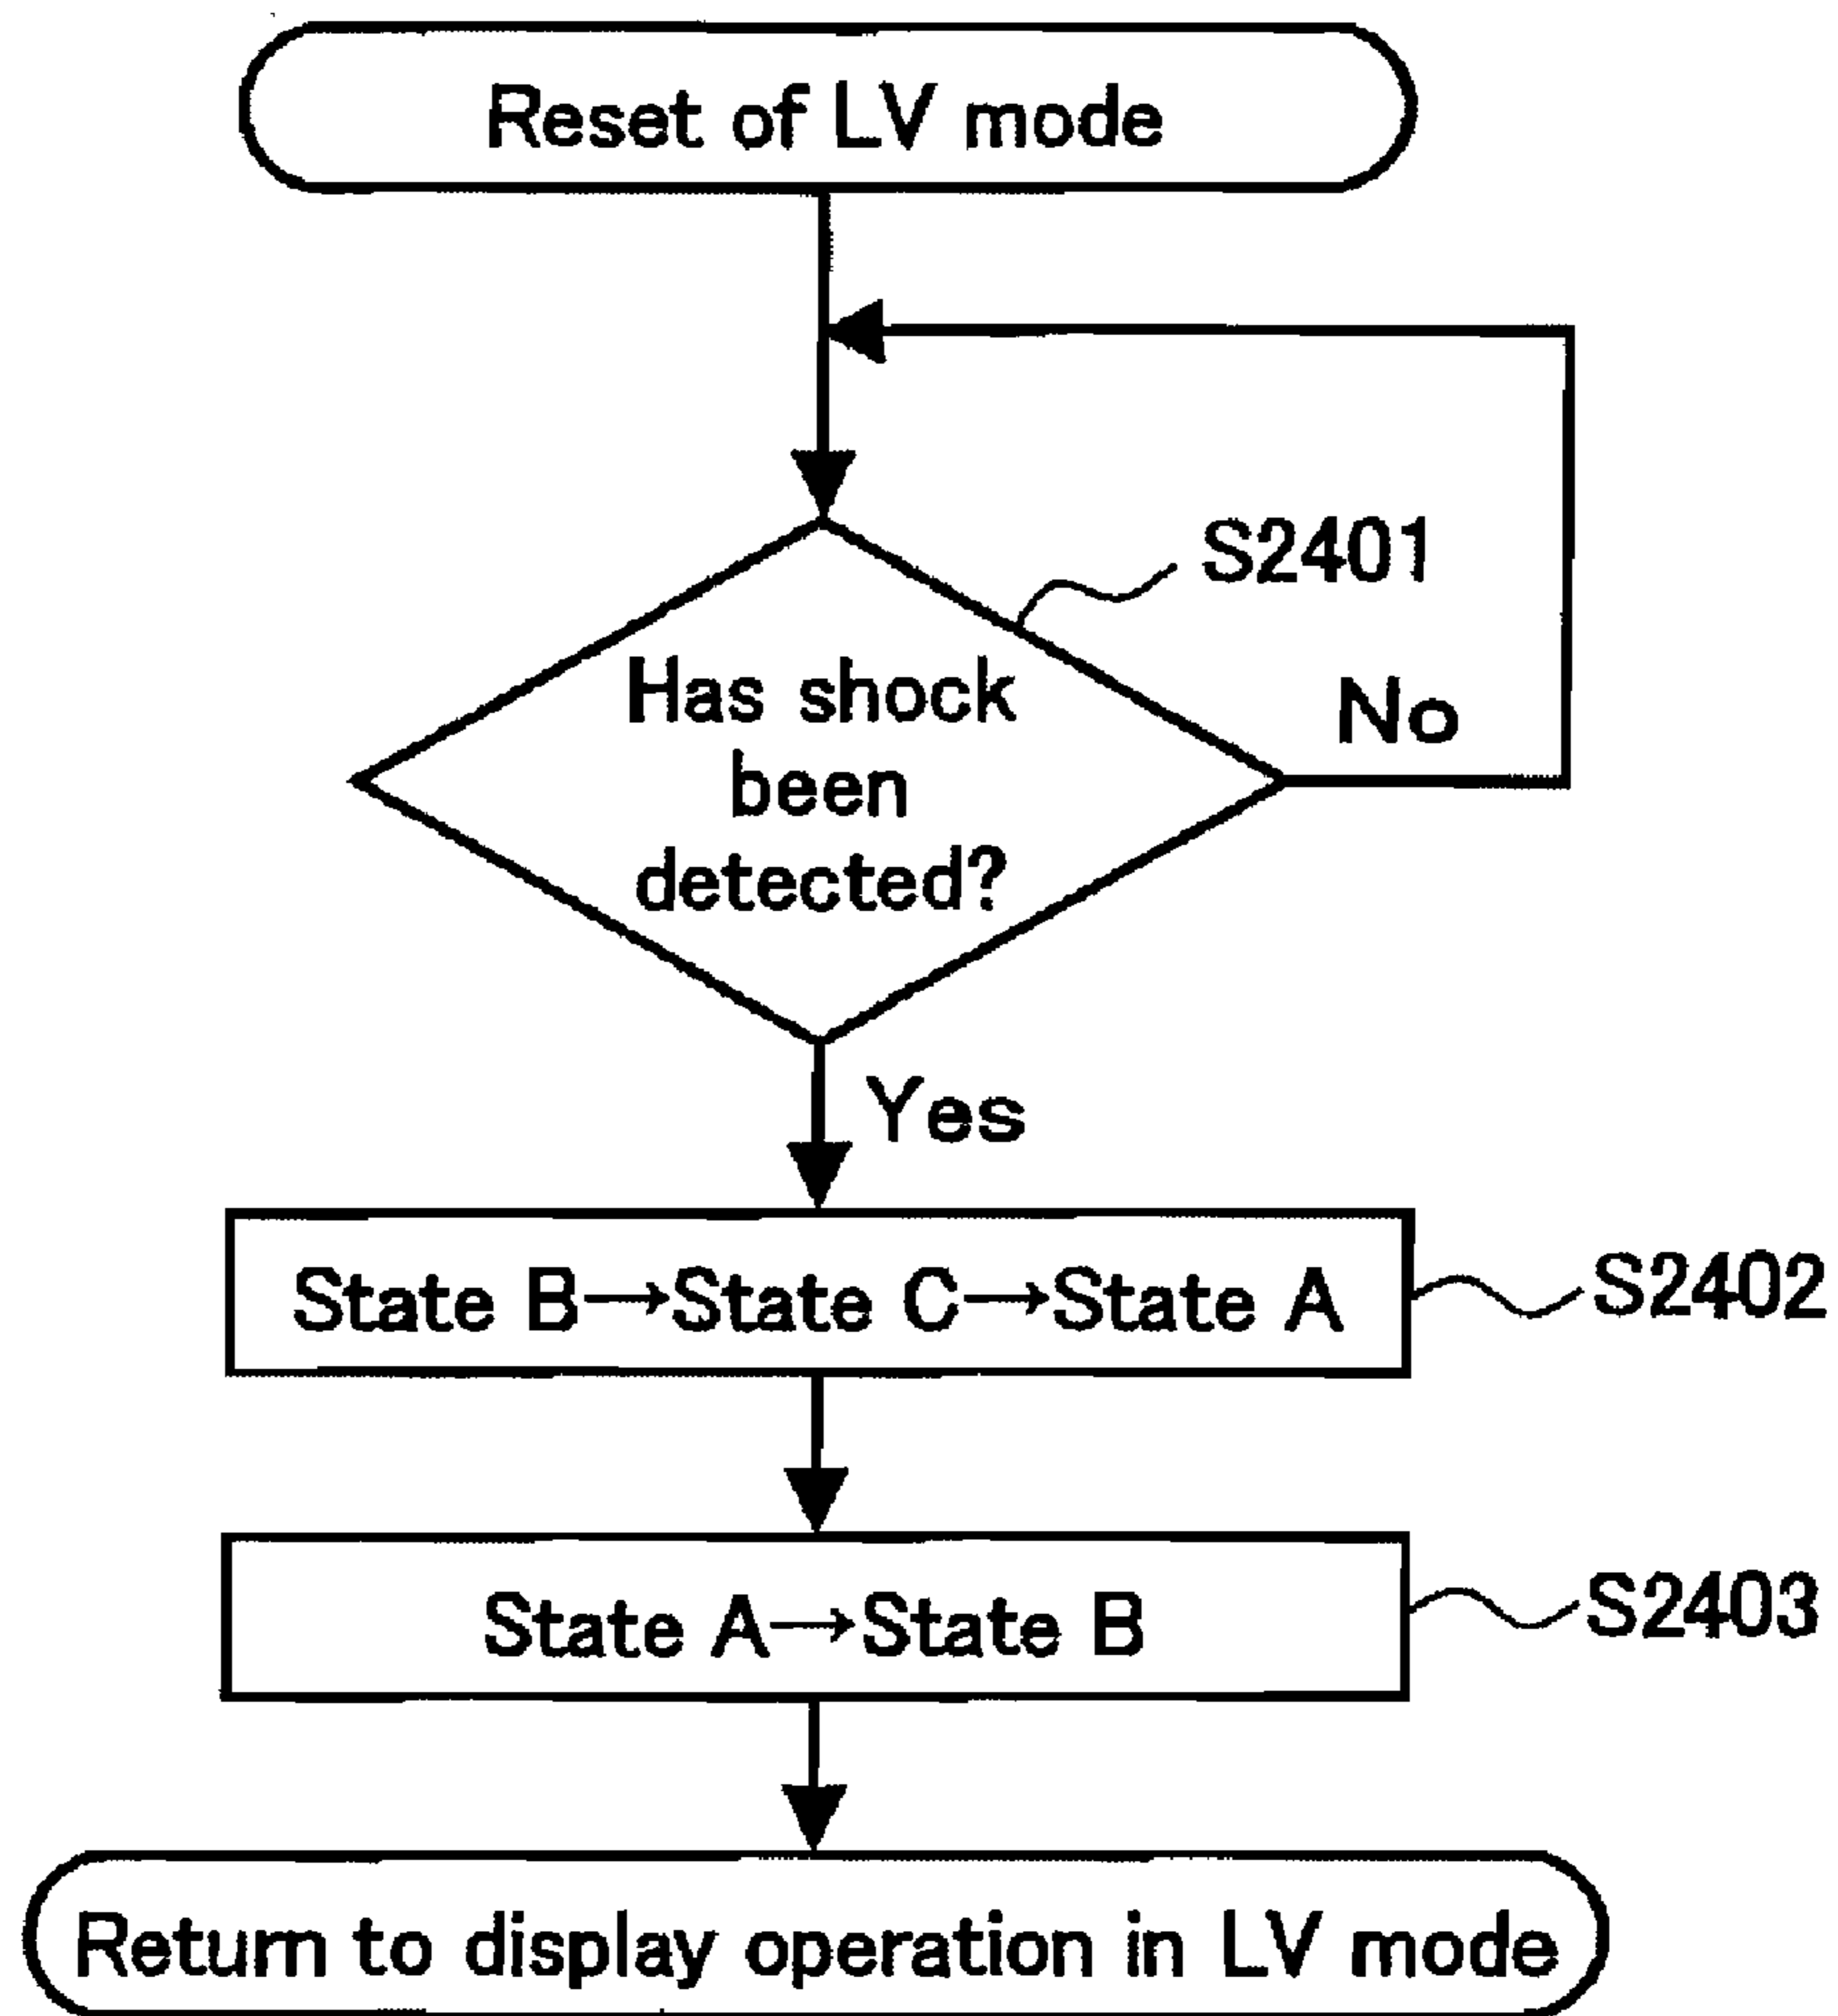 Reset of LV mode
S2401
Has shock
been
detected?
No
Yes
State B→State C→State A
S2402
State A→State B
S2403
Return to display operation in LV mode